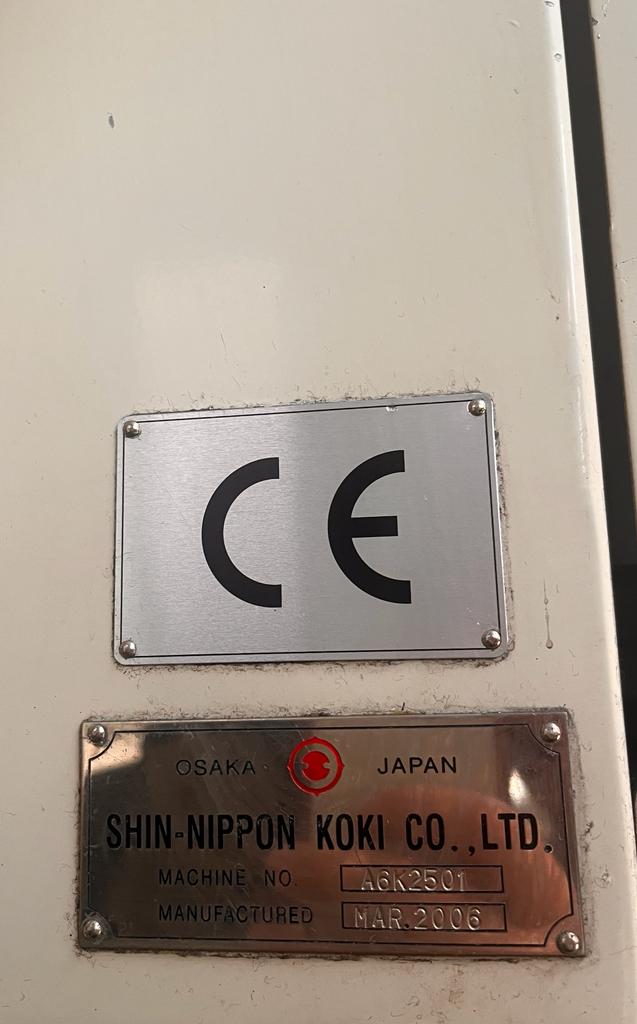 CE
OSAKA JAPAN
SHIN-NIPPON KOKI CO.,LTD.
MACHINE NO. A6K2501
MANUFACTURED MAR.2006